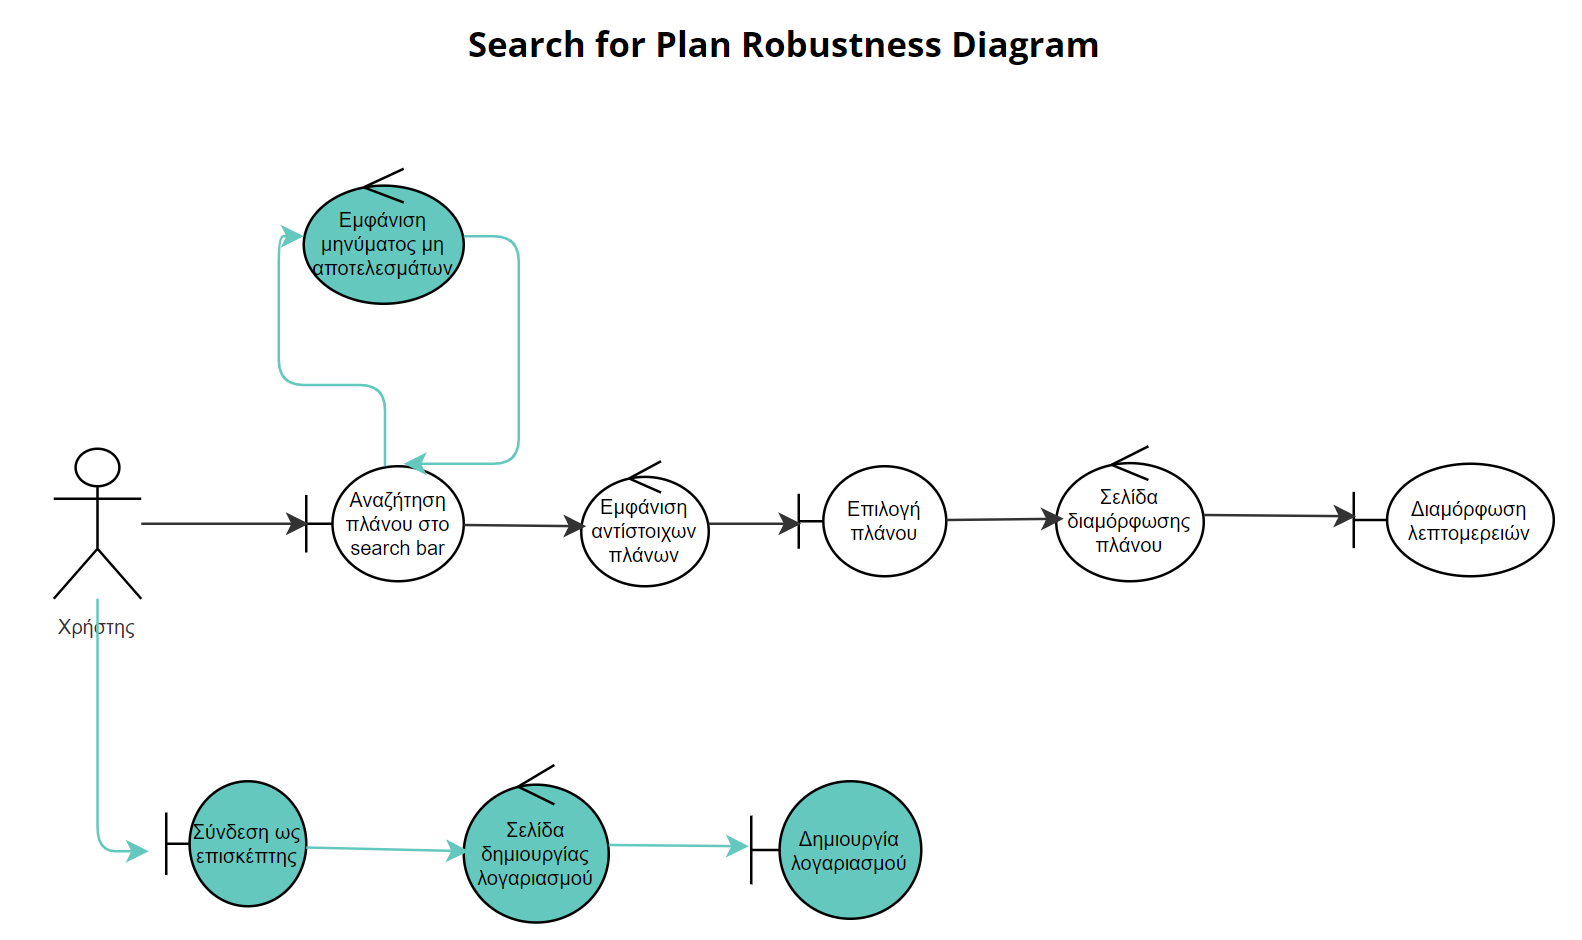 Search for Plan Robustness Diagram
Εμφάνιση
μηνύματος μη
αποτελεσμάτων
Αναζήτηση
πλάνου στο
search bar
Εμφάνιση
αντίστοιχων
πλάνων
Επιλογή
πλάνου
Σελίδα
διαμόρφωσης
πλάνου
Διαμόρφωση
λεπτομερειών
Χρήστης
Σύνδεση ως
επισκέπτης
Σελίδα
δημιουργίας
λογαριασμού
Δημιουργία
λογαριασμού